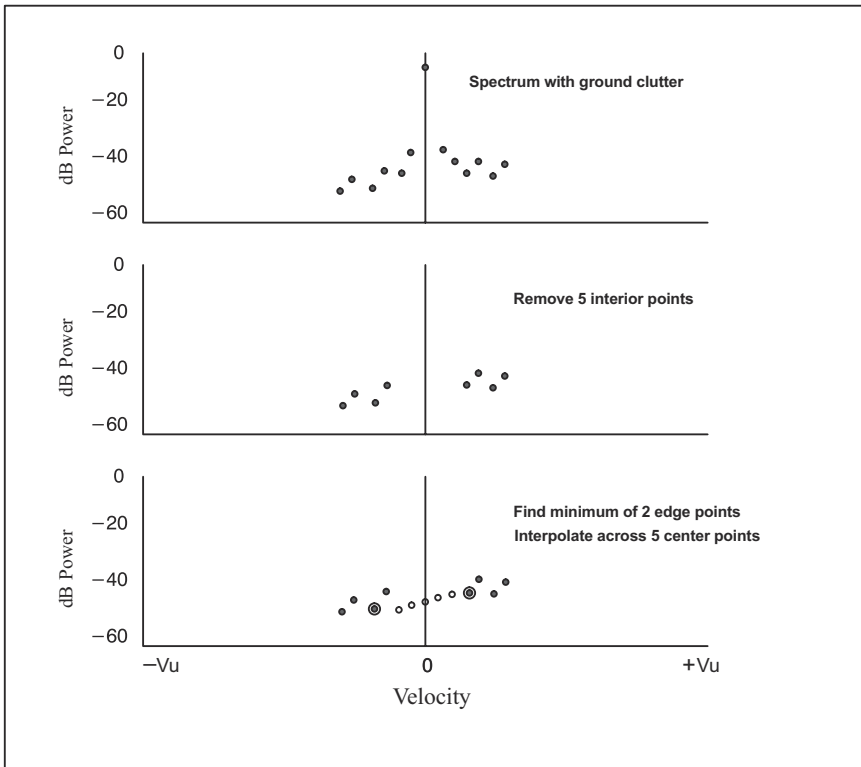 0
Spectrum with ground clutter
−20
dB Power
−40
−60
0
Remove 5 interior points
−20
dB Power
−40
−60
0
Find minimum of 2 edge points
−20
Interpolate across 5 center points
dB Power
−40
−60
−Vu 0 +Vu
Velocity